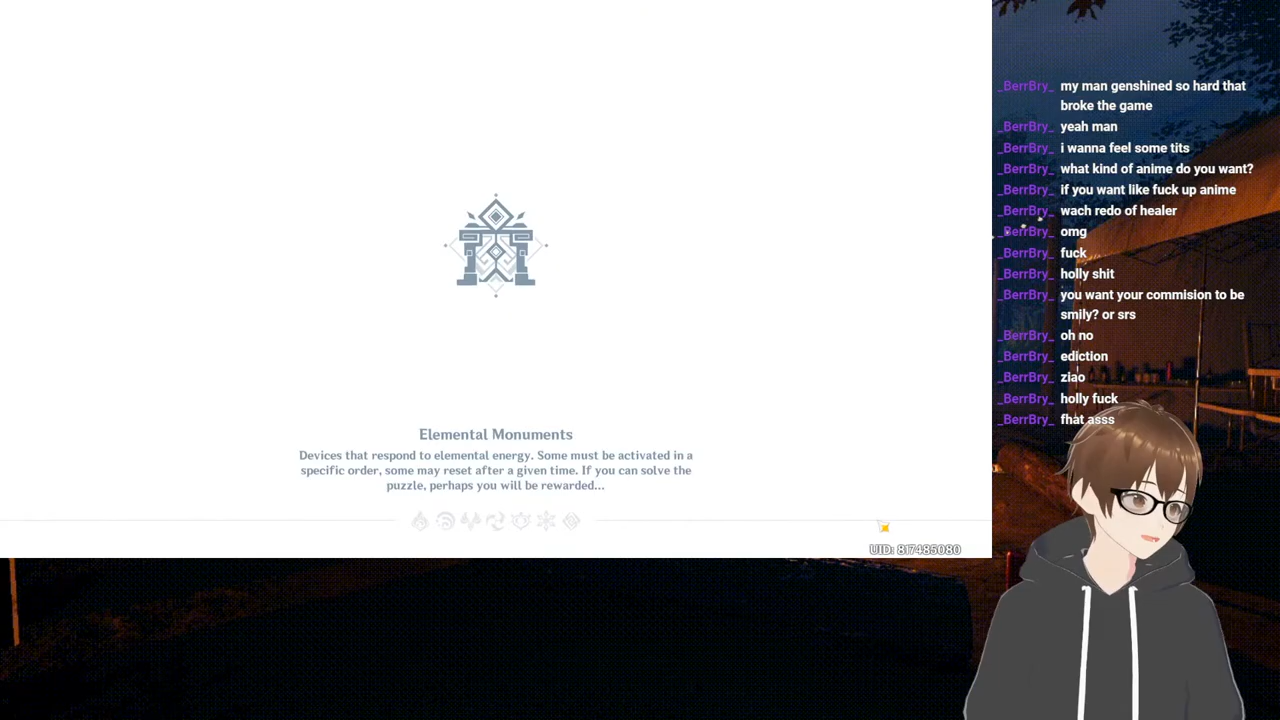 _BerrBry_ my man genshined so hard that
broke the game
_BerrBry_ yeah man
_BerrBry_ i wanna feel some tits
_BerrBry_ what kind of anime do you want?
_BerrBry_ if you want like fuck up anime
_BerrBry_ wach redo of healer
_BerrBry_ omg
_BerrBry_ fuck
_BerrBry_ holly shit
_BerrBry_ you want your commision to be
smily? or srs
_BerrBry_ oh no
_BerrBry_ ediction
_BerrBry_ ziao
_BerrBry_ holly fuck
_BerrBry_ fhat asss
Elemental Monuments
Devices that respond to elemental energy. Some must be activated in a
specific order, some may reset after a given time. If you can solve the
puzzle, perhaps you will be rewarded...
UID: 817485080